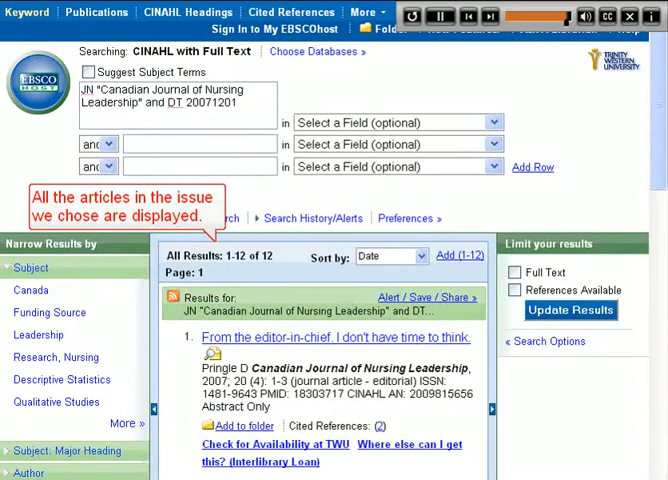 Keyword Publications CINAHL Headings Cited References More
CC
Sign In to My EBSCOhost
Searching: CINAHL with Full Text Choose Databases »
EBSCO
HOST
TRINITY
WESTERN
UNIVERSITY
Suggest Subject Terms
JN "Canadian Journal of Nursing
Leadership" and DT 20071201
in Select a Field (optional)
and in Select a Field (optional)
and in Select a Field (optional) Add Row
All the articles in the issue
we chose are displayed.
Search History/Alerts Preferences »
Narrow Results by
Subject
Canada
Funding Source
Leadership
Research, Nursing
Descriptive Statistics
Qualitative Studies
More »
Subject: Major Heading
Author
All Results: 1-12 of 12 Sort by: Date Add (1-12)
Page: 1
Results for: Alert / Save / Share »
JN "Canadian Journal of Nursing Leadership" and DT...
1. From the editor-in-chief. I don't have time to think.
Pringle D Canadian Journal of Nursing Leadership,
2007; 20 (4): 1-3 (journal article - editorial) ISSN:
1481-9643 PMID: 18303717 CINAHL AN: 2009815656
Abstract Only
Add to folder Cited References: (2)
Check for Availability at TWU Where else can I get
this? (Interlibrary Loan)
Limit your results
Full Text
References Available
Update Results
« Search Options